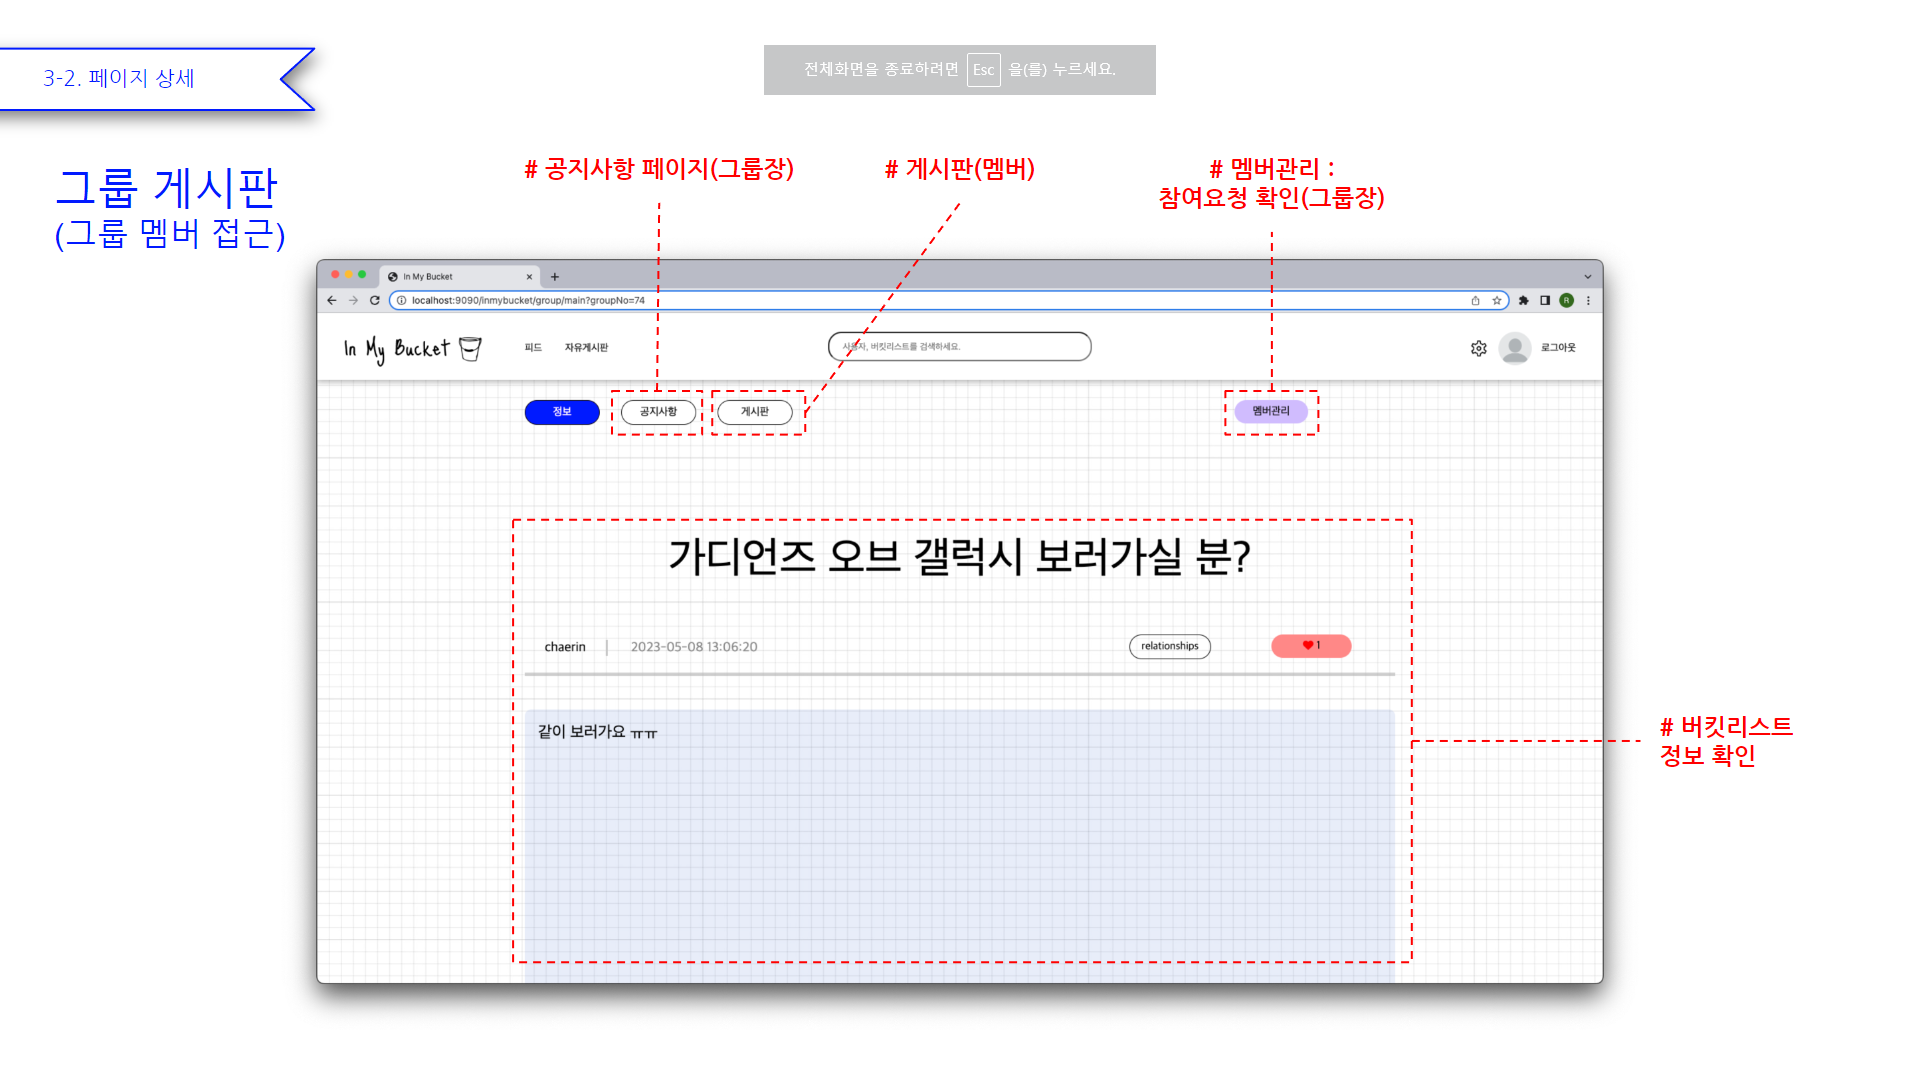 3-2. 페이지 상세
전체화면을 종료하려면 Esc 을(를) 누르세요.
그룹 게시판
(그룹 멤버 접근)
# 공지사항 페이지(그룹장)
# 게시판(멤버)
# 멤버관리 :
참여요청 확인(그룹장)
In My Bucket
localhost:9090/inmybucket/group/main?groupNo=74
R
In My Bucket
피드 자유게시판
사용자, 버킷리스트를 검색하세요.
로그아웃
정보 공지사항 게시판 멤버관리
가디언즈 오브 갤럭시 보러가실 분?
chaerin 2023-05-08 13:06:20 relationships 1
같이 보러가요 ㅠㅠ
# 버킷리스트
정보 확인